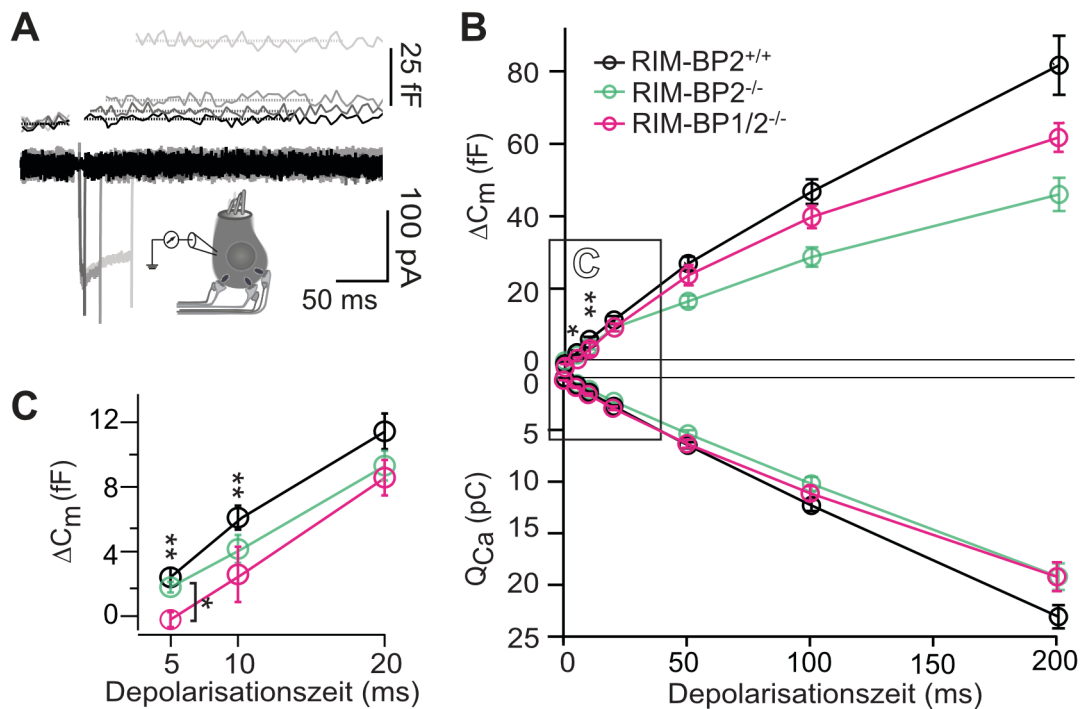 A
25 fF
100 pA
50 ms
B
RIM-BP2+/+
RIM-BP2-/-
RIM-BP1/2-/-
ΔCm (fF)
80
60
40
20
0
C
*
**
0
5
10
15
20
25
QCa (pC)
0
50
100
150
200
Depolarisationszeit (ms)
C
ΔCm (fF)
12
8
4
0
**
**
*
5
10
20
Depolarisationszeit (ms)